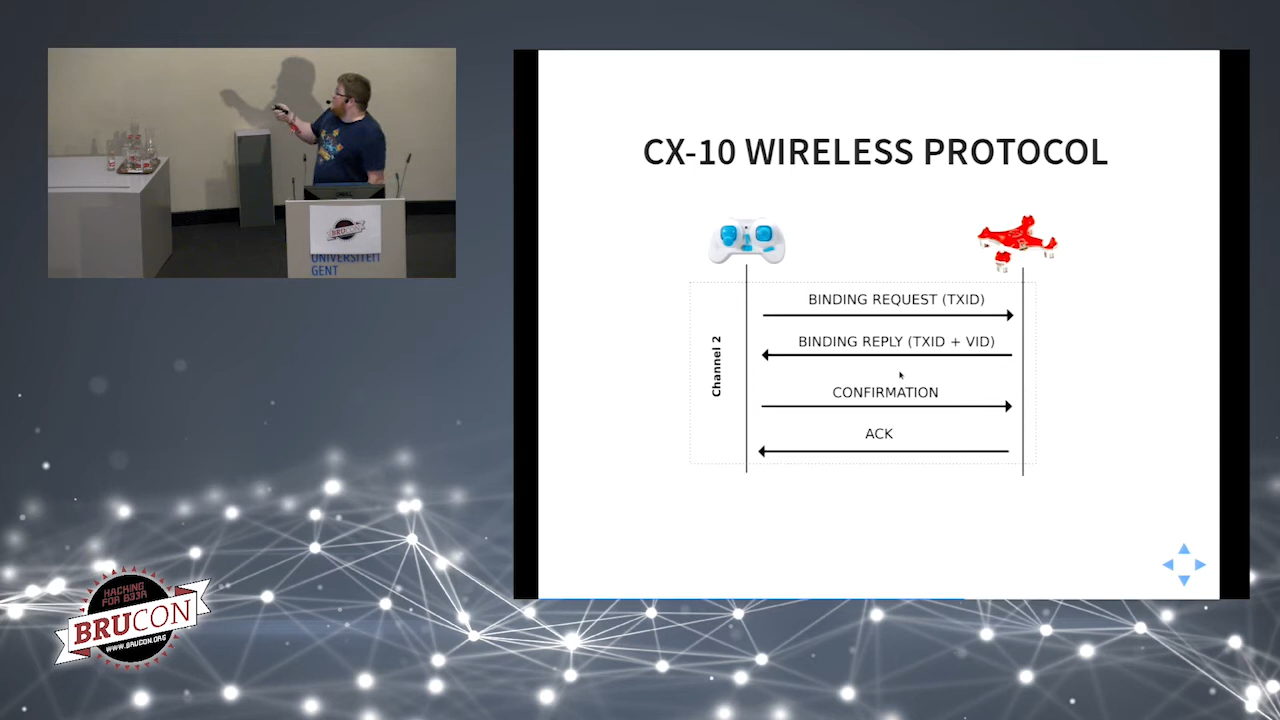 BRUCON
UNIVERSITEIT
GENT
CX-10 WIRELESS PROTOCOL
Channel 2
BINDING REQUEST (TXID)
BINDING REPLY (TXID + VID)
CONFIRMATION
ACK
HACKING
FOR B33R
BRUCON
WWW.BRUCON.ORG